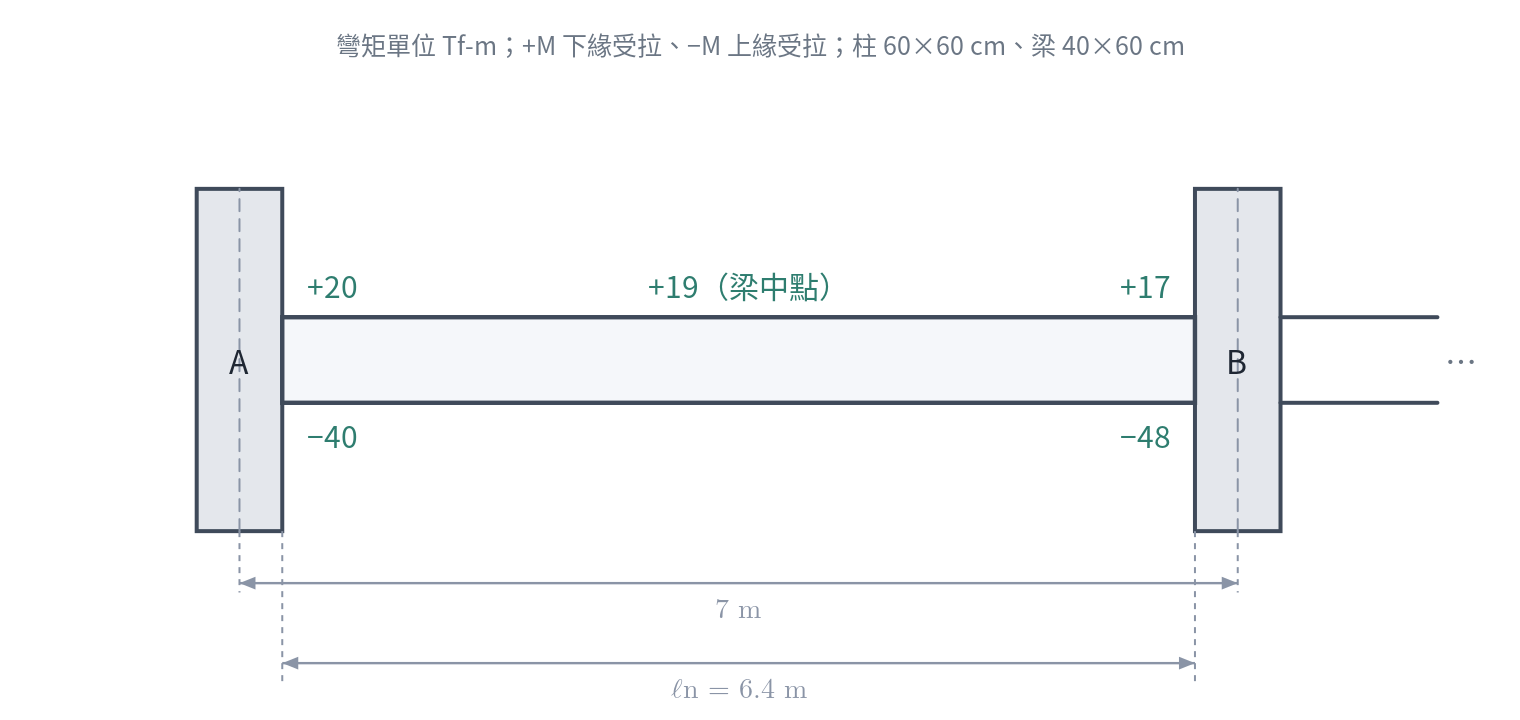 彎矩單位 Tf-m；+M 下緣受拉、−M 上緣受拉；柱 60×60 cm、梁 40×60 cm
+20 +19（梁中點） +17
A B ⋯
−40 −48
7 m
ℓn = 6.4 m